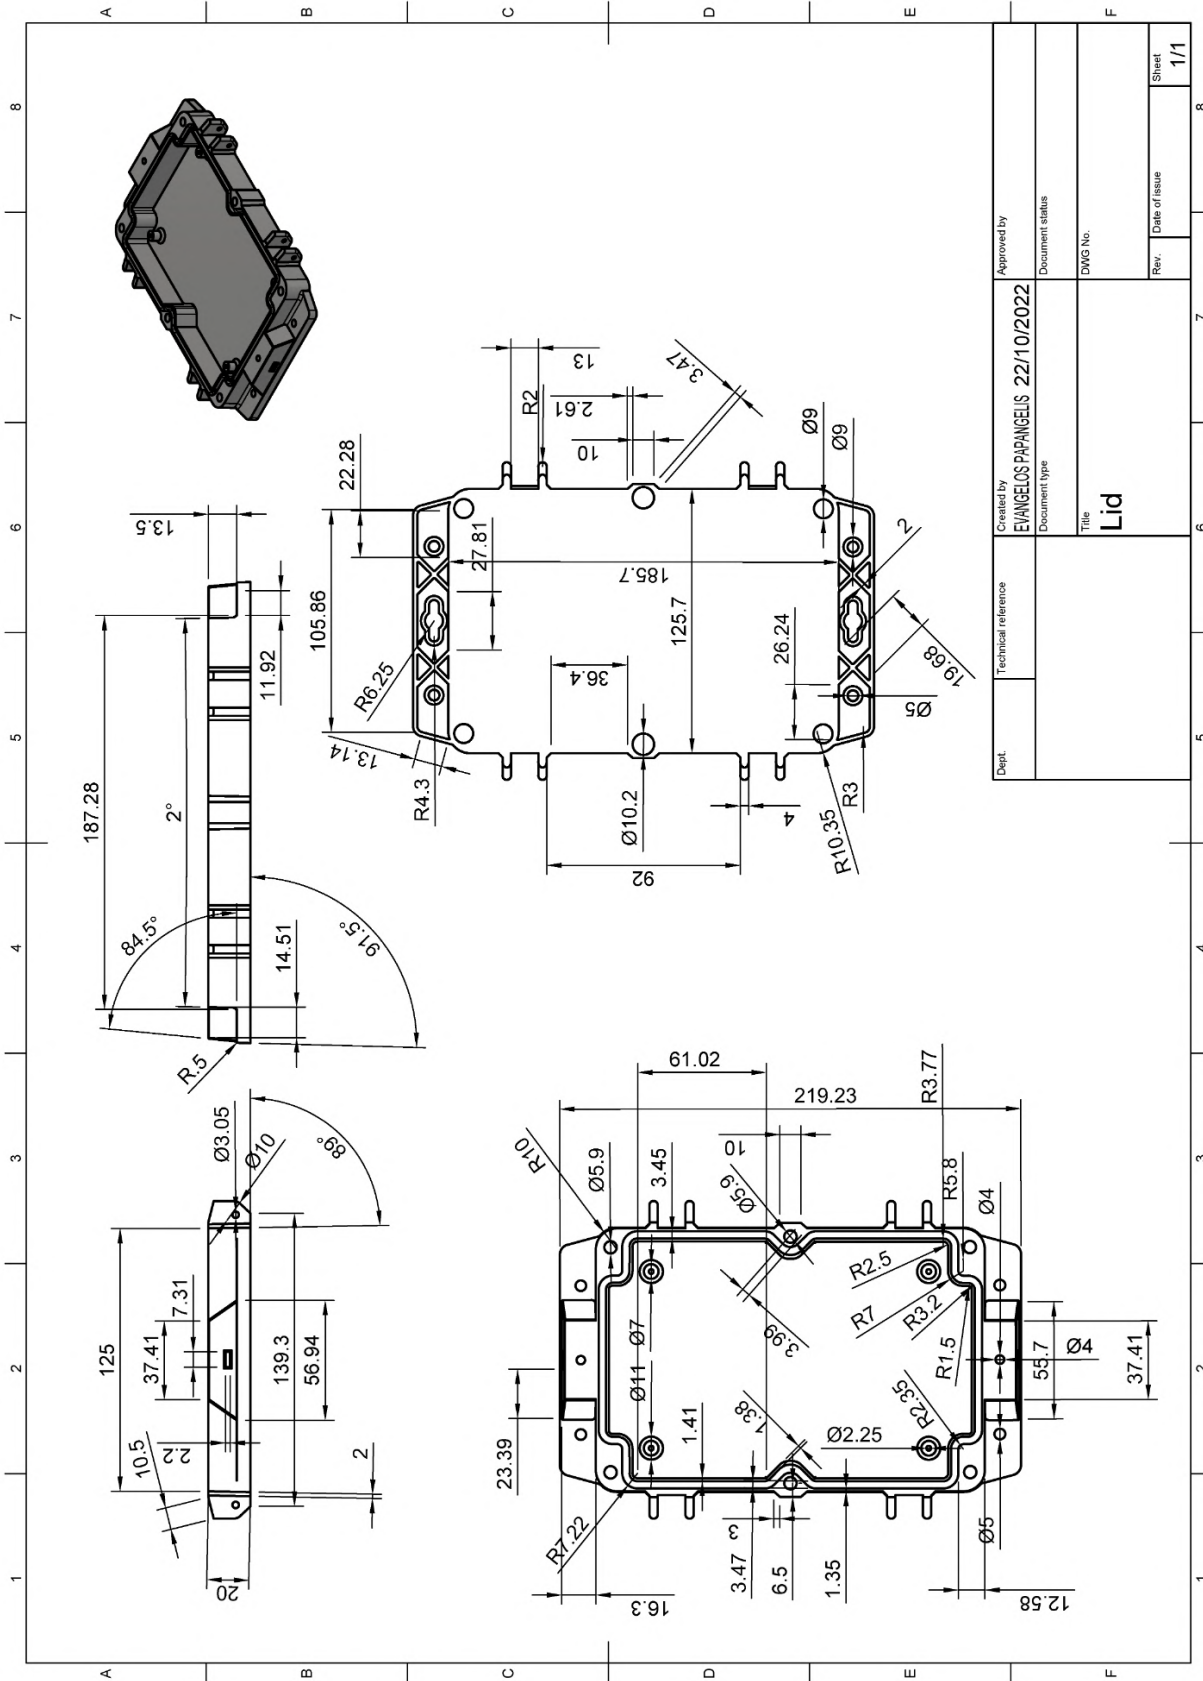 A
B
C
D
E
F
8
8
7
7
6
6
5
5
4
4
3
3
2
2
1
1
A
B
C
D
E
F
187.28
2°
13.5
11.92
84.5°
14.51
91.5°
R.5
Ø3.05
Ø10
89°
125
37.41
7.31
139.3
56.94
2.2
10.5
2
20
13
R2
2.61
10
3.47
22.28
Ø9
Ø9
105.86
27.81
185.7
125.7
2
R6.25
36.4
26.24
19.68
Ø5
13.14
R4.3
Ø10.2
4
R3
R10.35
92
61.02
219.23
R3.77
10
R10
Ø5.9
3.45
Ø5.9
R5.8
Ø4
R2.5
R7
R3.2
3.99
Ø7
R1.5
Ø4
55.7
37.41
Ø11
1.41
1.38
R2.35
Ø2.25
23.39
R7.22
3
3.47
6.5
1.35
Ø5
16.3
12.58
Dept.
Technical reference
Created by
EVANGELOS PAPANGELIS 22/10/2022
Approved by
Document type
Document status
Title
Lid
DWG No.
Rev.
Date of issue
Sheet
1/1